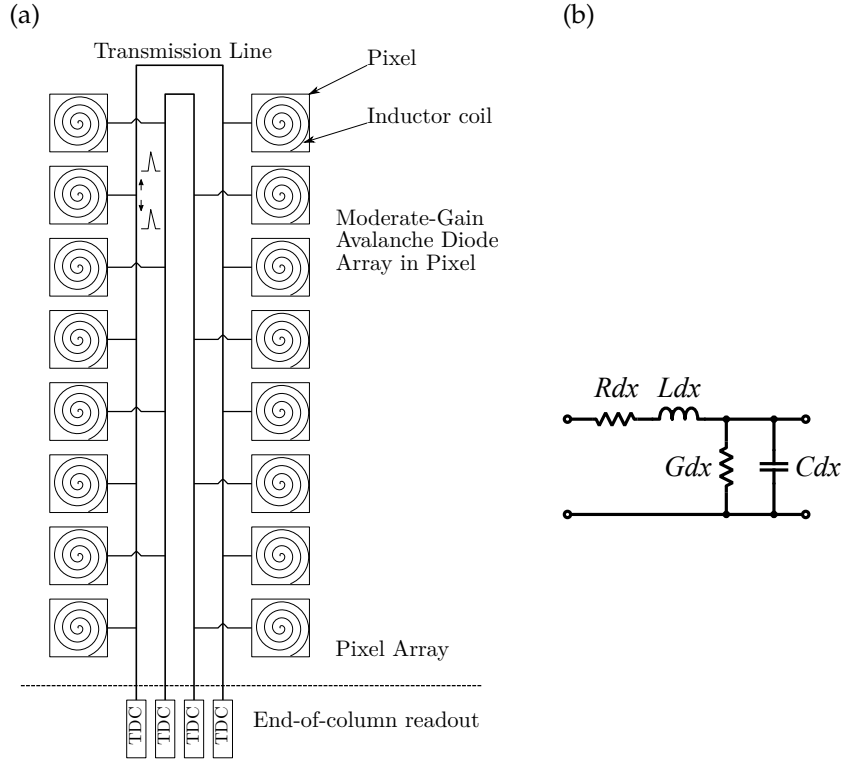 (a)
Transmission Line
Pixel
Inductor coil
Moderate-Gain
Avalanche Diode
Array in Pixel
Pixel Array
TDC
TDC
TDC
TDC
End-of-column readout
(b)
Rdx
Ldx
Gdx
Cdx